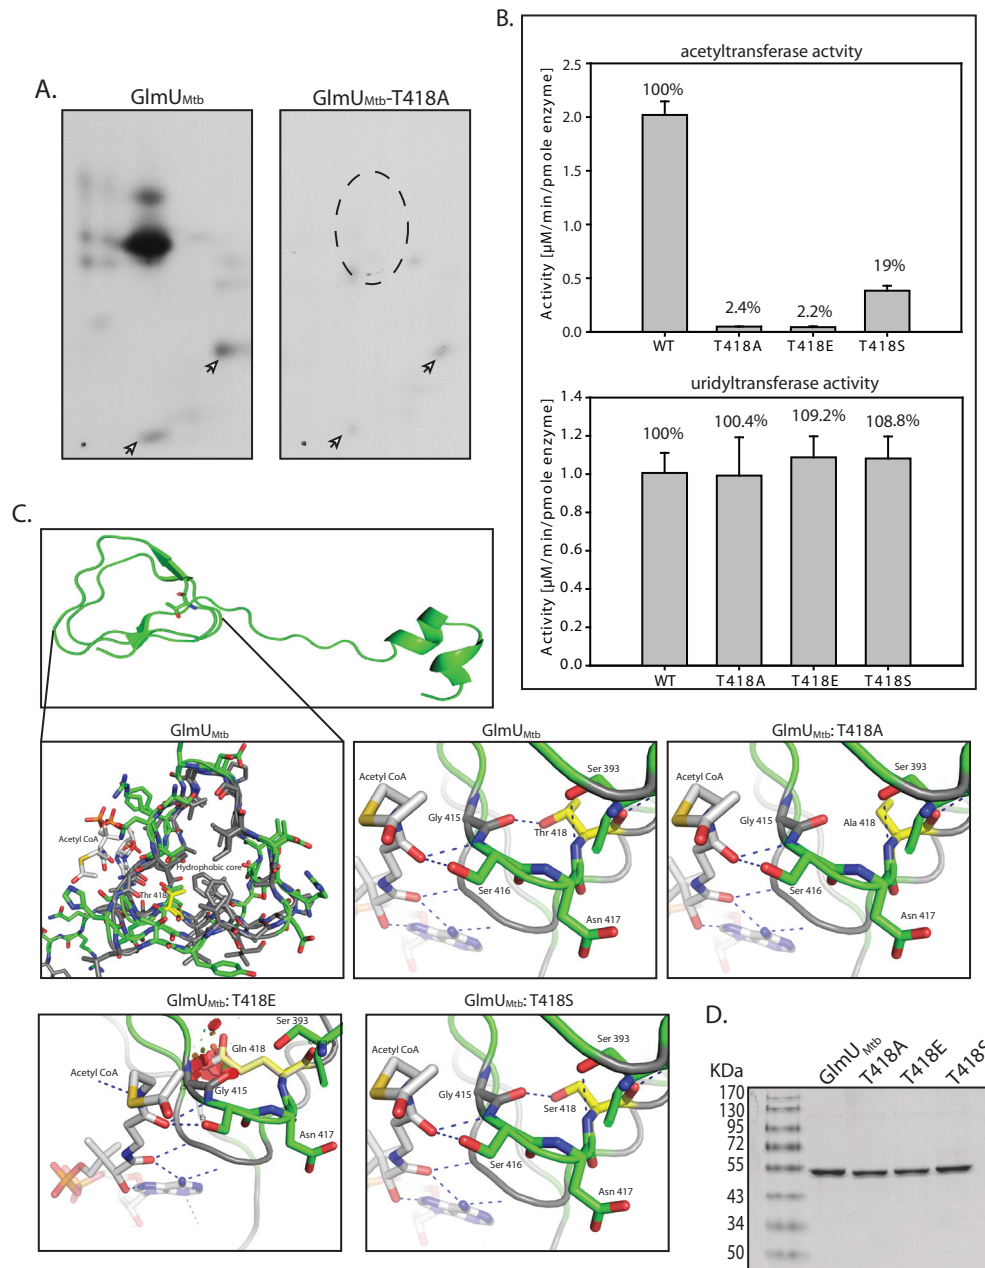 A.
GlmUMtb
GlmUMtb-T418A
B.
acetyltransferase actvity
Activity [µM/min/pmole enzyme]
2.5
2.0
1.5
1.0
0.5
0.0
100%
2.4%
2.2%
19%
WT
T418A
T418E
T418S
uridyltransferase activity
Activity [µM/min/pmole enzyme]
1.4
1.2
1.0
0.8
0.6
0.4
0.2
0.0
100%
100.4%
109.2%
108.8%
WT
T418A
T418E
T418S
C.
GlmUMtb
Acetyl CoA
Hydrophobic core
Thr 418
GlmUMtb
Acetyl CoA
Ser 393
Gly 415
Thr 418
Ser 416
Asn 417
GlmUMtb: T418A
Acetyl CoA
Ser 393
Gly 415
Ala 418
Ser 416
Asn 417
GlmUMtb: T418E
Ser 393
Gln 418
Acetyl CoA
Gly 415
Asn 417
GlmUMtb: T418S
Ser 393
Acetyl CoA
Gly 415
Ser 418
Ser 416
Asn 417
D.
KDa
GlmU Mtb
T418A
T418E
T418S
170
130
95
72
55
43
34
50